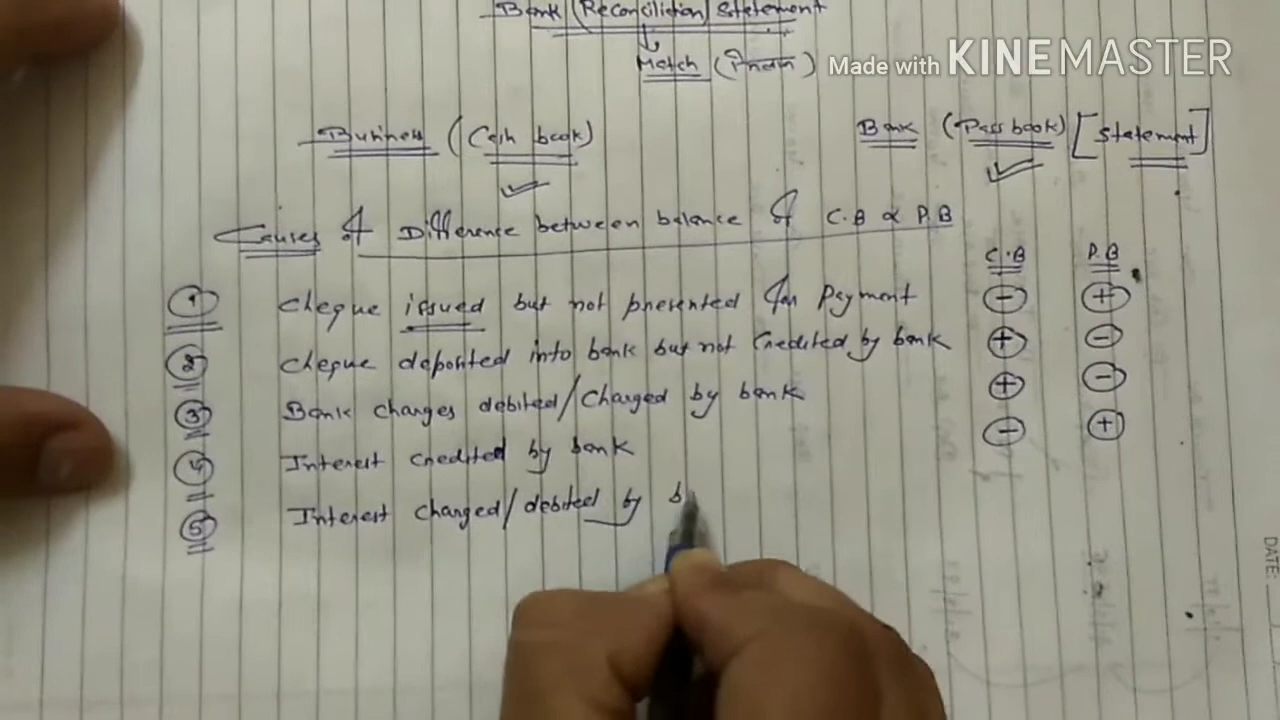 Bank (Reconciliation) Statement
Match (मिलान)
Made with KINEMASTER
Business (Cash book) Bank (Pass book) [Statement]
Causes of Difference between balance of C.B & P.B
C.B P.B
1 Cheque issued but not presented for Payment - +
2 Cheque deposited into bank but not Credited by bank + -
3 Bank charges debited/Charged by bank + -
4 Interest credited by bank - +
5 Interest charged/debited by b
DATE: